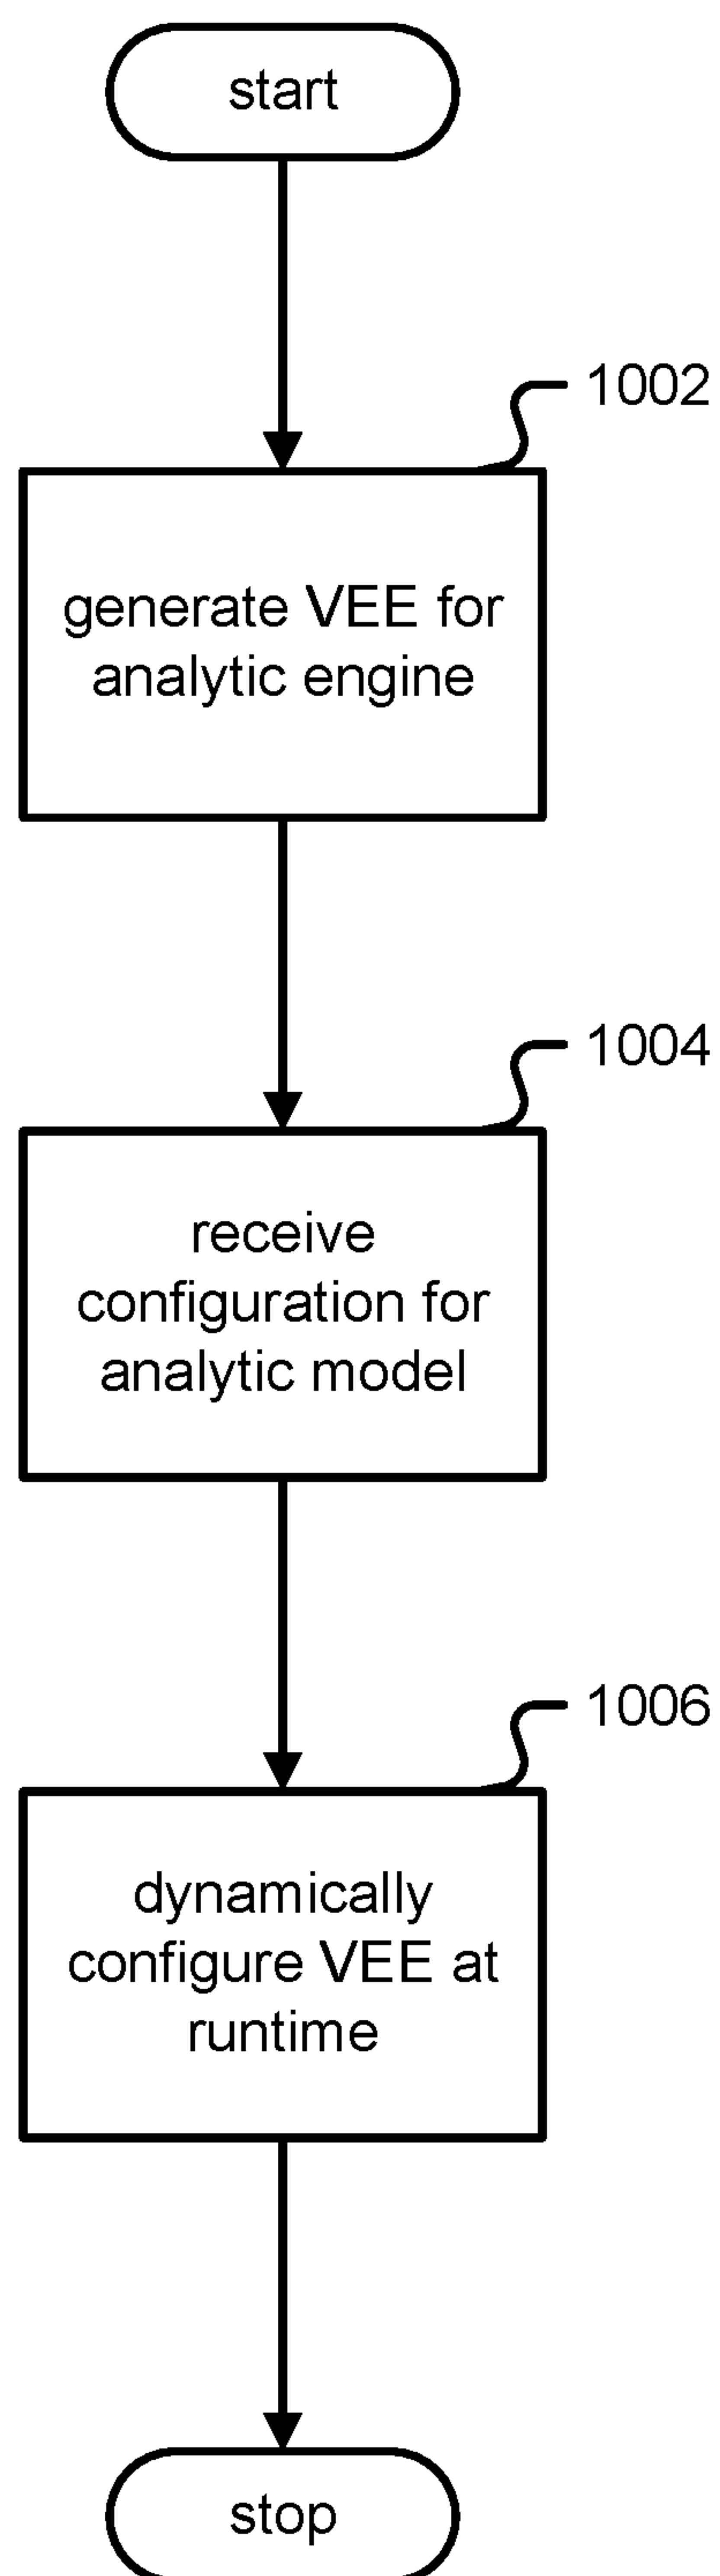 start
1002
generate VEE for
analytic engine
1004
receive
configuration for
analytic model
1006
dynamically
configure VEE at
runtime
stop